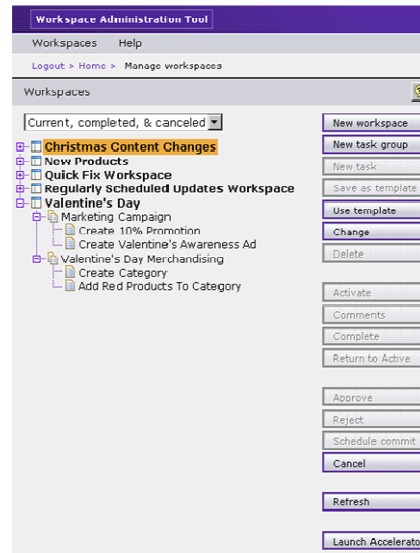 Workspace Administration Tool
Workspaces Help
Logout > Home > Manage workspaces
Workspaces
Current, completed, & canceled
Christmas Content Changes
New Products
Quick Fix Workspace
Regularly Scheduled Updates Workspace
Valentine's Day
Marketing Campaign
Create 10% Promotion
Create Valentine's Awareness Ad
Valentine's Day Merchandising
Create Category
Add Red Products To Category
New workspace
New task group
New task
Save as template
Use template
Change
Delete
Activate
Comments
Complete
Return to Active
Approve
Reject
Schedule commit
Cancel
Refresh
Launch Accelerato